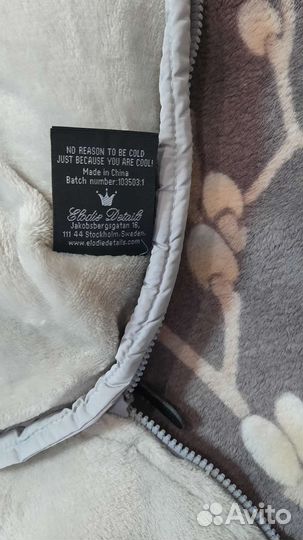 NO REASON TO BE COLD
JUST BECAUSE YOU ARE COOL!
Made in China
Batch number:103503:1
Elodie Details
Jakobsbergsgatan 16,
111 44 Stockholm, Sweden.
www.elodiedetails.com
Avito